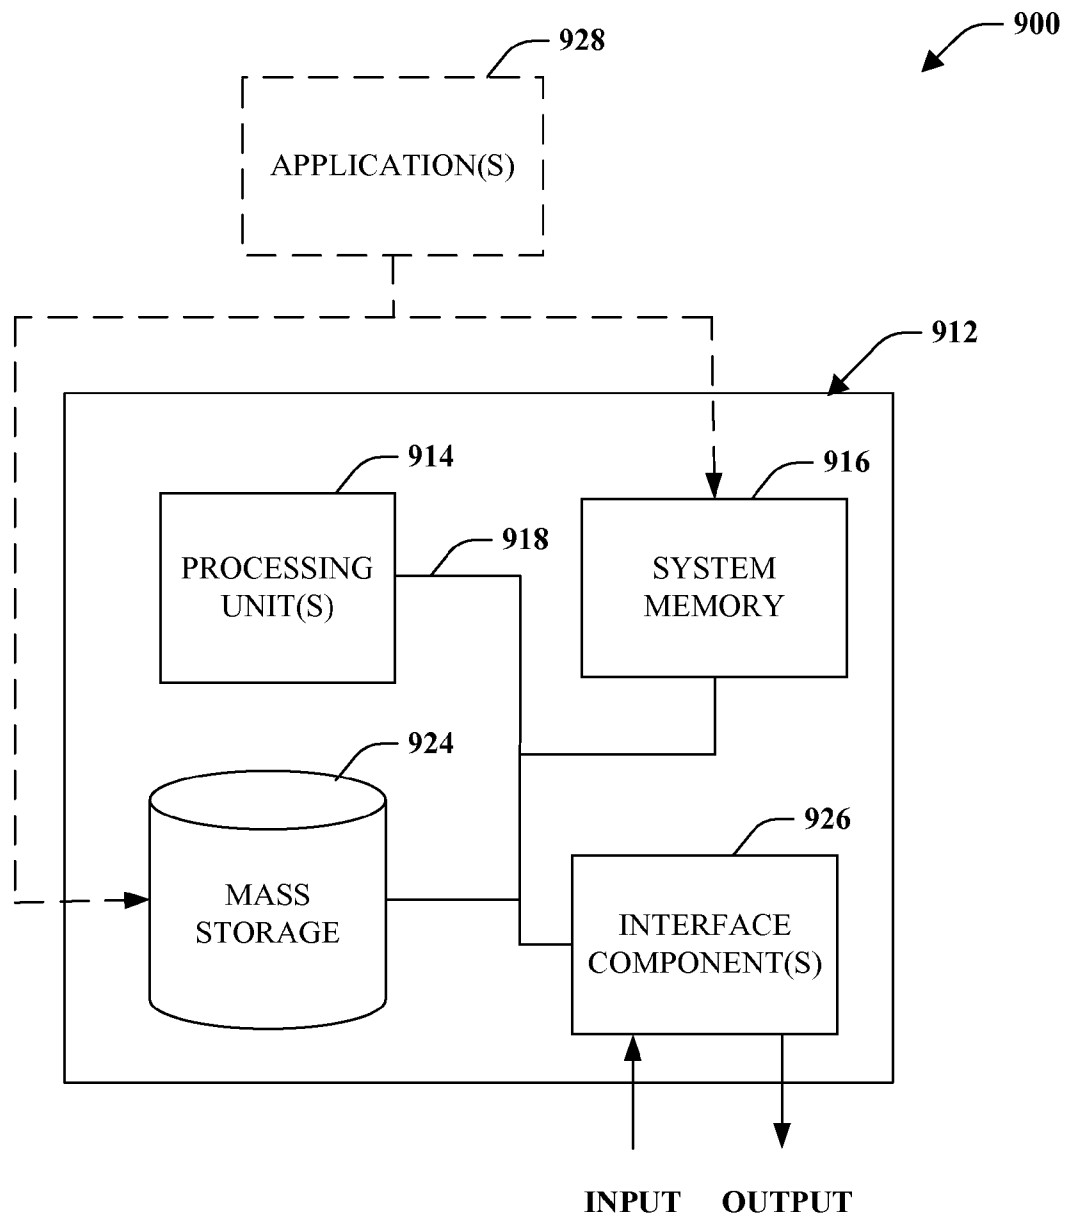 900
928
APPLICATION(S)
912
914
916
918
PROCESSING
UNIT(S)
SYSTEM
MEMORY
924
926
MASS
STORAGE
INTERFACE
COMPONENT(S)
INPUT
OUTPUT